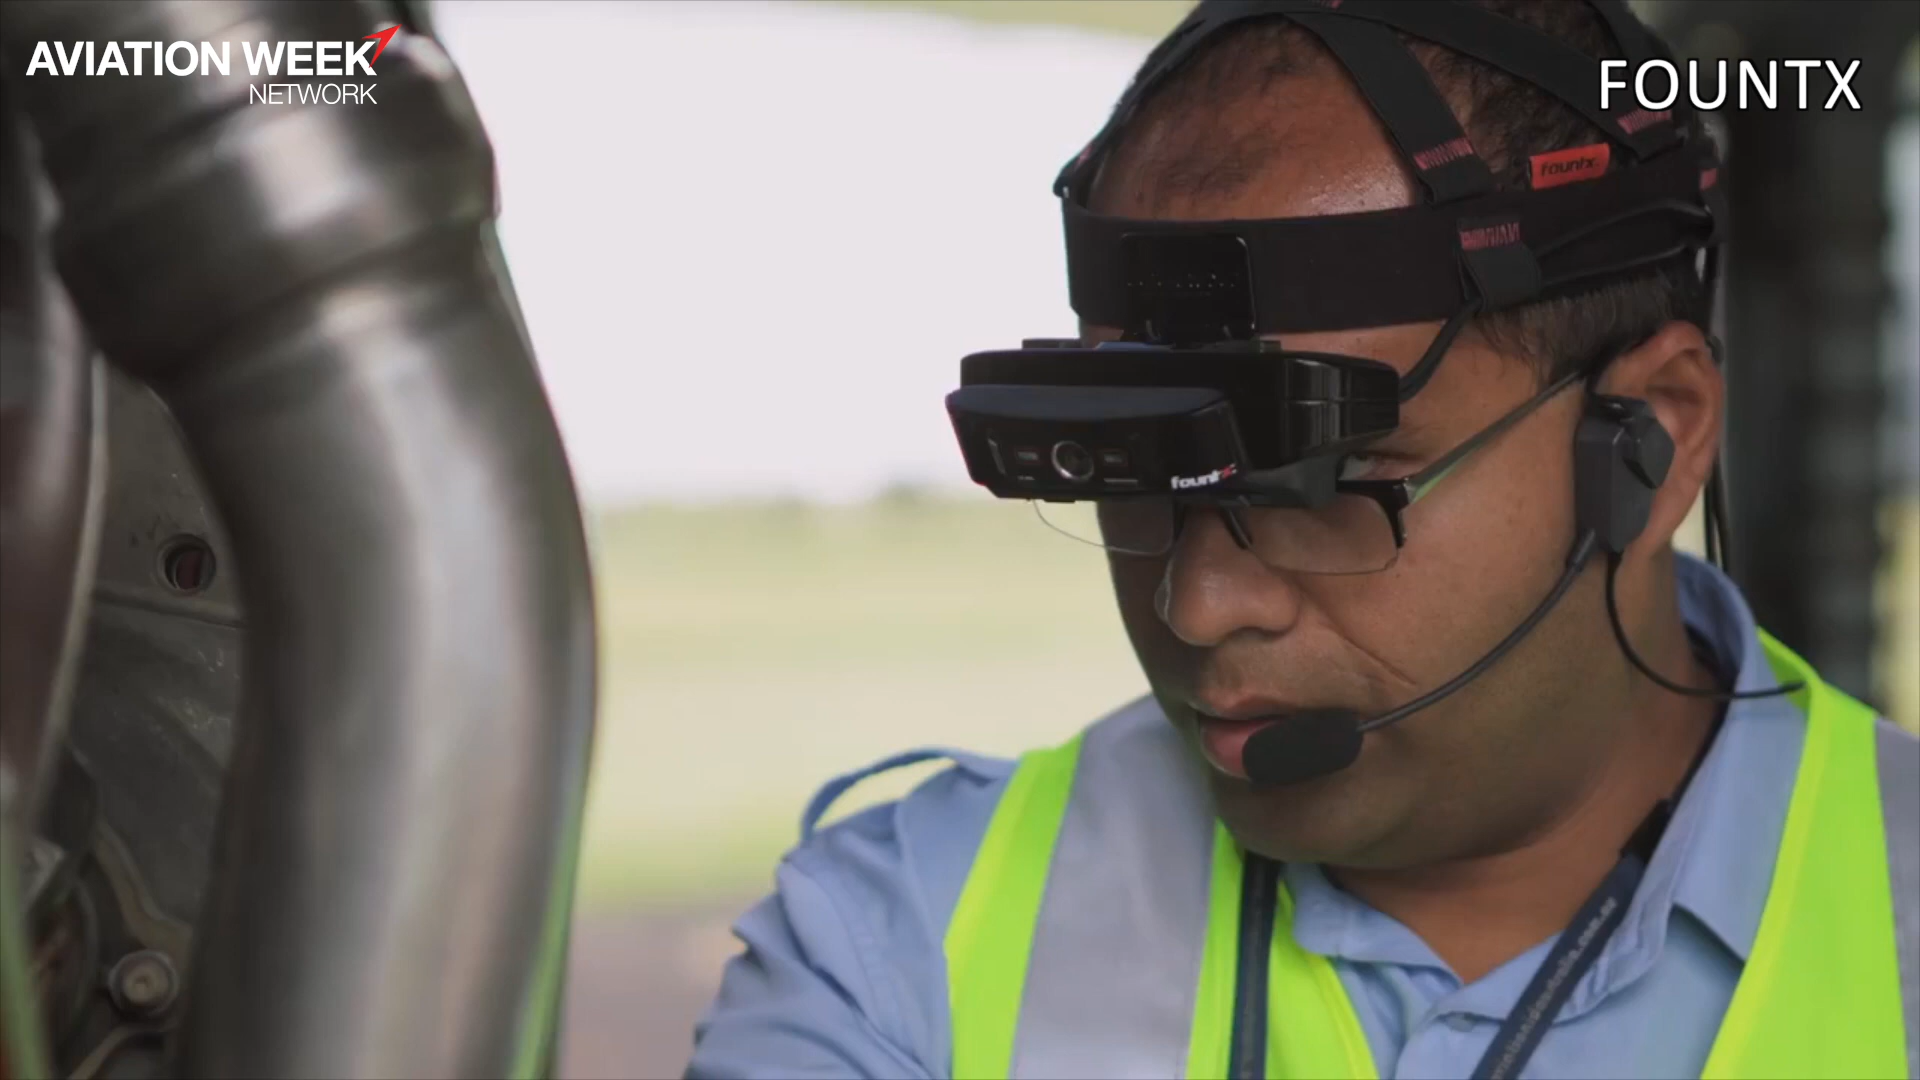 AVIATION WEEK
NETWORK
FOUNTX
fountx
fountx